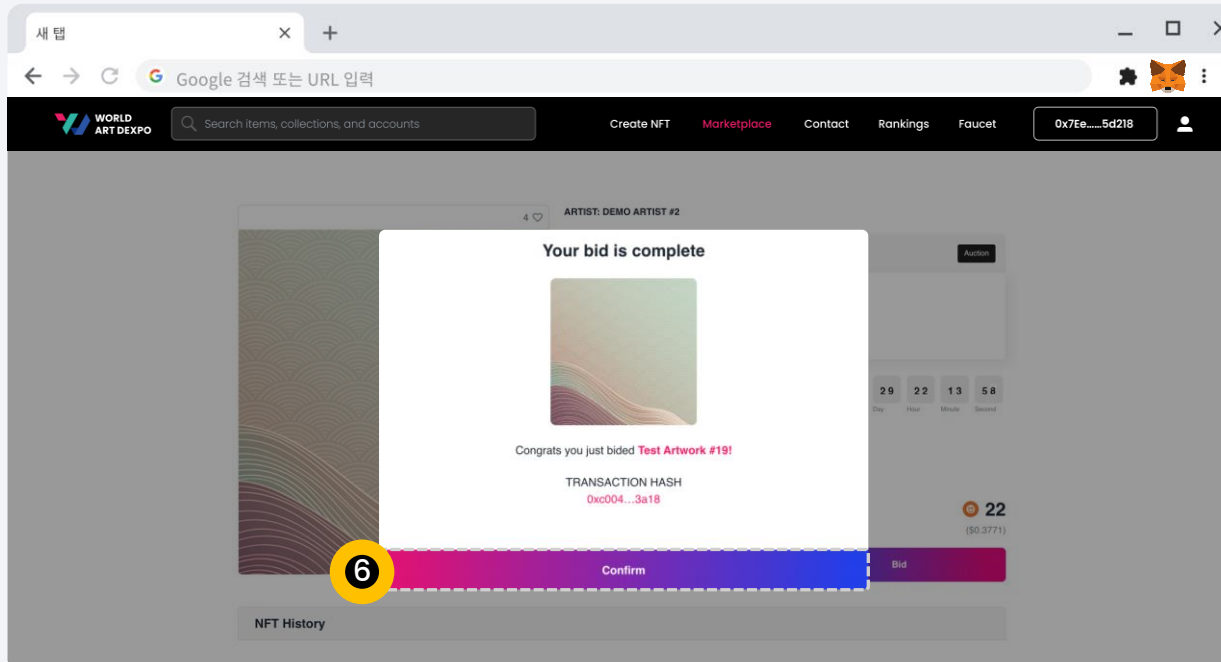 새 탭
Google 검색 또는 URL 입력
WORLD
ART DEXPO
Search items, collections, and accounts
Create NFT
Marketplace
Contact
Rankings
Faucet
0x7Ee......5d218
4
ARTIST: DEMO ARTIST #2
Your bid is complete
Auction
29 22 13 58
Day Hour Minute Second
Congrats you just bided Test Artwork #19!
TRANSACTION HASH
0xc004...3a18
22
($0.3771)
6
Confirm
Bid
NFT History